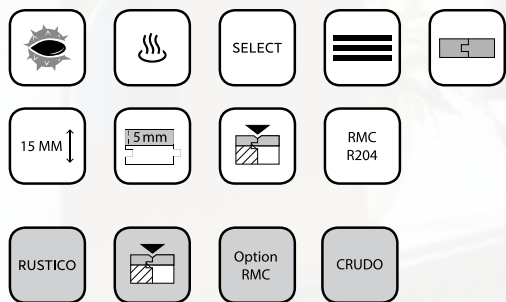 SELECT
15 MM
5 mm
RMC
R204
RUSTICO
Option
RMC
CRUDO